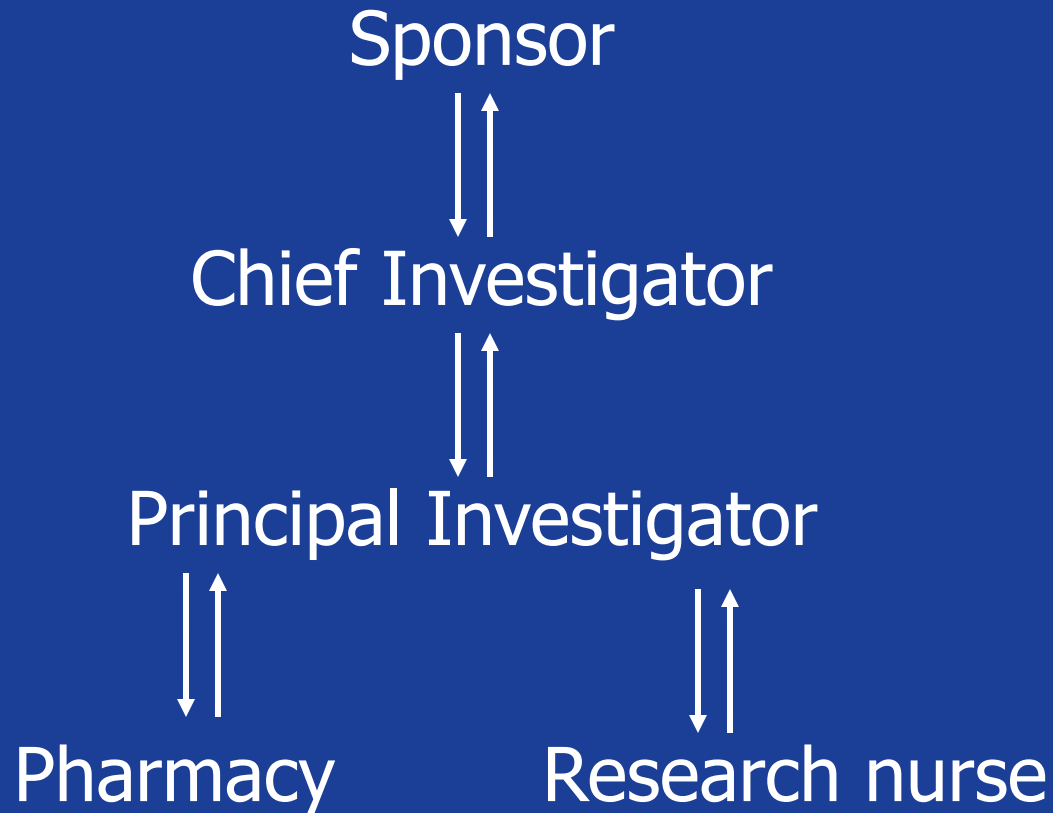 Sponsor
Chief Investigator
Principal Investigator
Pharmacy
Research nurse